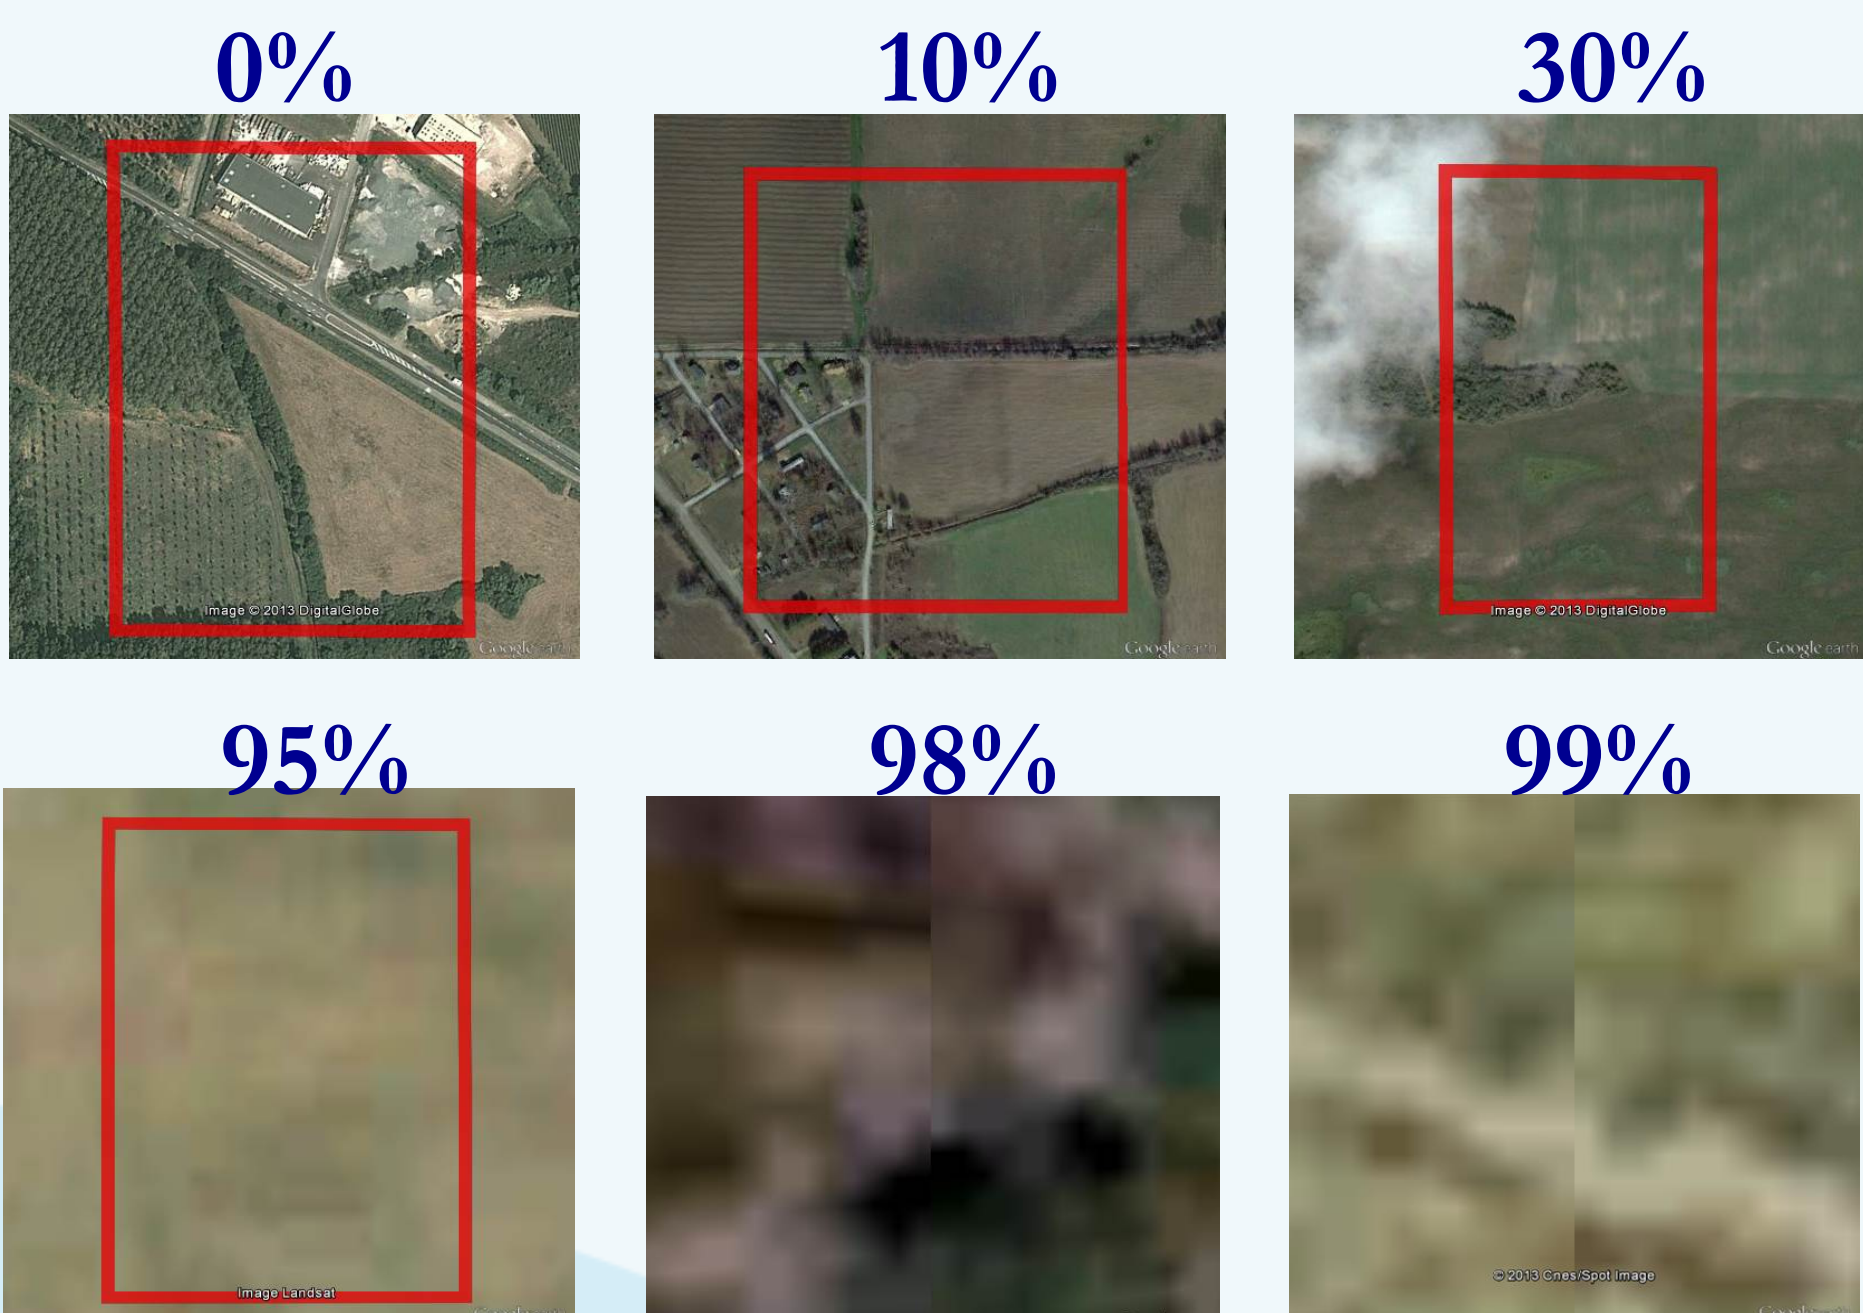 0%
10%
30%
Image © 2013 DigitalGlobe
Google earth
Google earth
Image © 2013 DigitalGlobe
Google earth
95%
98%
99%
Image Landsat
© 2013 Cnes/Spot Image